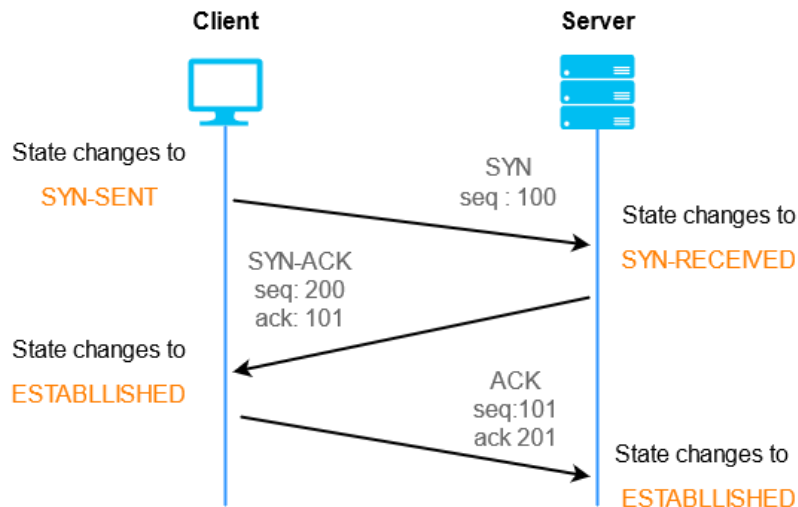 Client
Server
State changes to
SYN-SENT
SYN
seq : 100
State changes to
SYN-RECEIVED
SYN-ACK
seq: 200
ack: 101
State changes to
ESTABLLISHED
ACK
seq:101
ack 201
State changes to
ESTABLLISHED